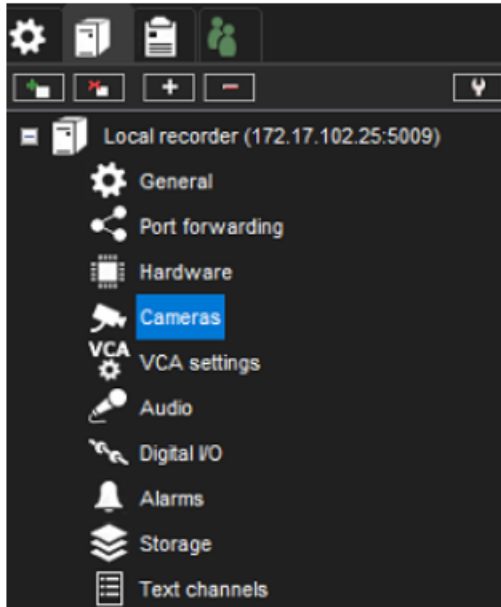 Local recorder (172.17.102.25:5009)
General
Port forwarding
Hardware
Cameras
VCA
VCA settings
Audio
Digital I/O
Alarms
Storage
Text channels